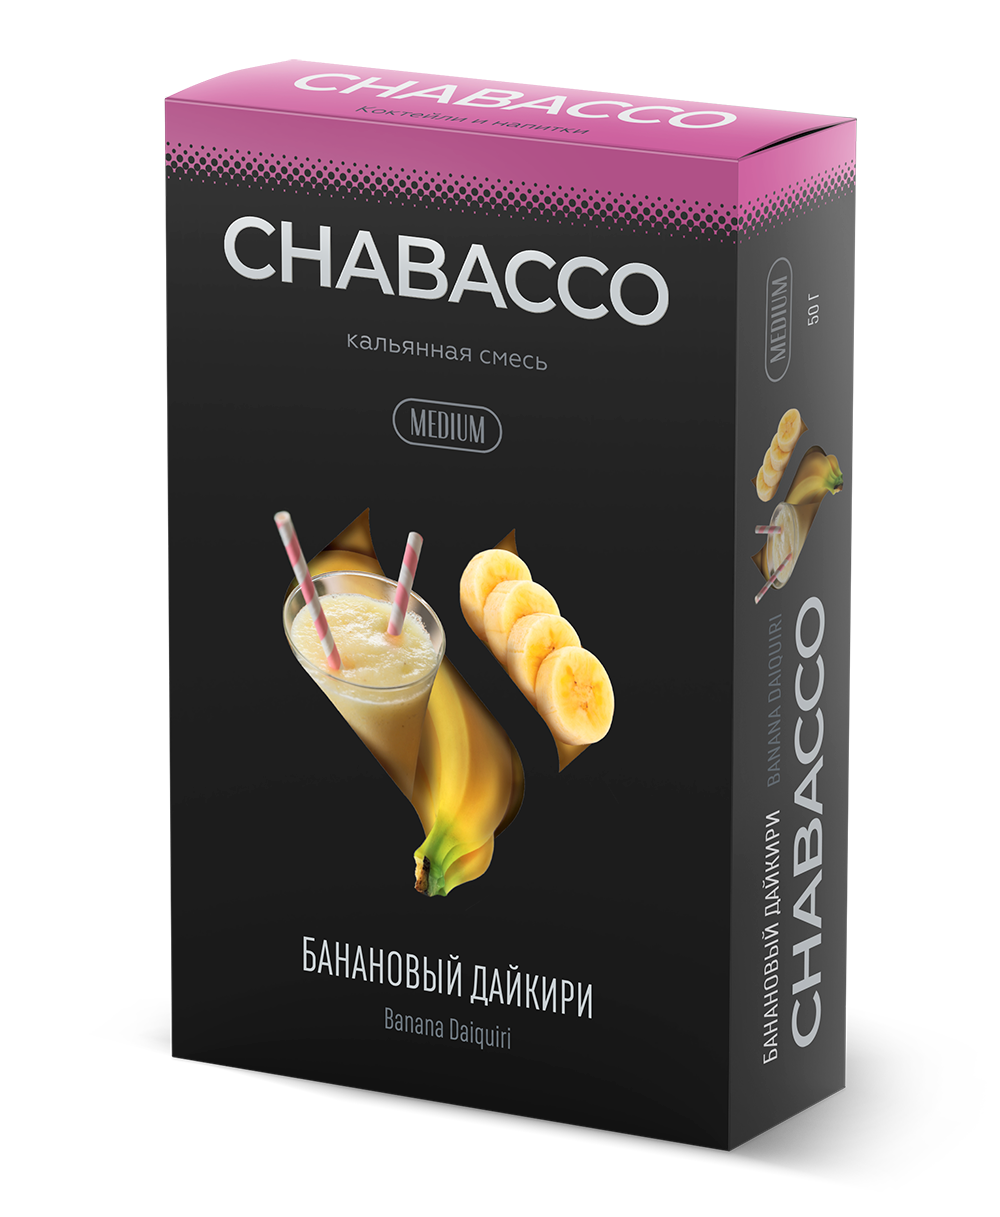 CHABACCO
Коктейли и напитки
CHABACCO
кальянная смесь
MEDIUM
БАНАНОВЫЙ ДАЙКИРИ
Banana Daiquiri
MEDIUM
50 Г
БАНАНОВЫЙ ДАЙКИРИ BANANA DAIQUIRI
CHABACCO